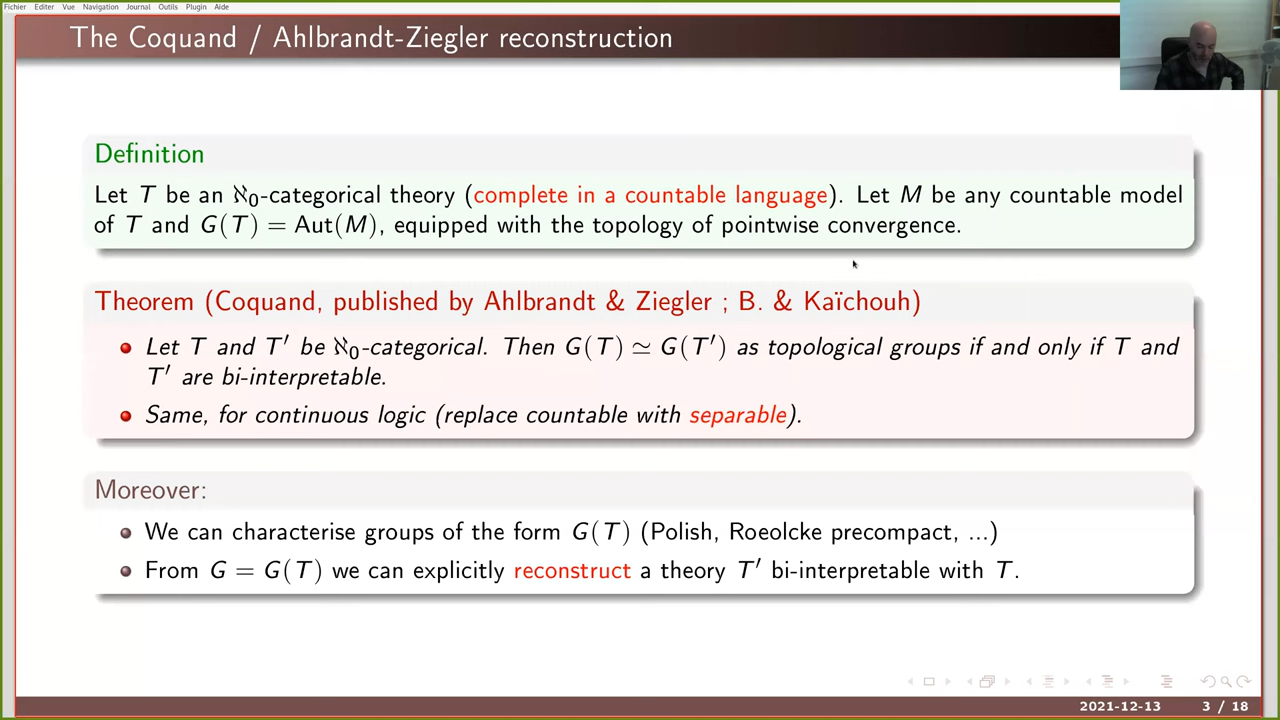 Fichier Editer Vue Navigation Journal Outils Plugin Aide
The Coquand / Ahlbrandt-Ziegler reconstruction
Definition
Let T be an ℵ₀-categorical theory (complete in a countable language). Let M be any countable model
of T and G(T) = Aut(M), equipped with the topology of pointwise convergence.
Theorem (Coquand, published by Ahlbrandt & Ziegler ; B. & Kaïchouh)
Let T and T′ be ℵ₀-categorical. Then G(T) ≃ G(T′) as topological groups if and only if T and
T′ are bi-interpretable.
Same, for continuous logic (replace countable with separable).
Moreover:
We can characterise groups of the form G(T) (Polish, Roelcke precompact, ...)
From G = G(T) we can explicitly reconstruct a theory T′ bi-interpretable with T.
2021-12-13 3 / 18